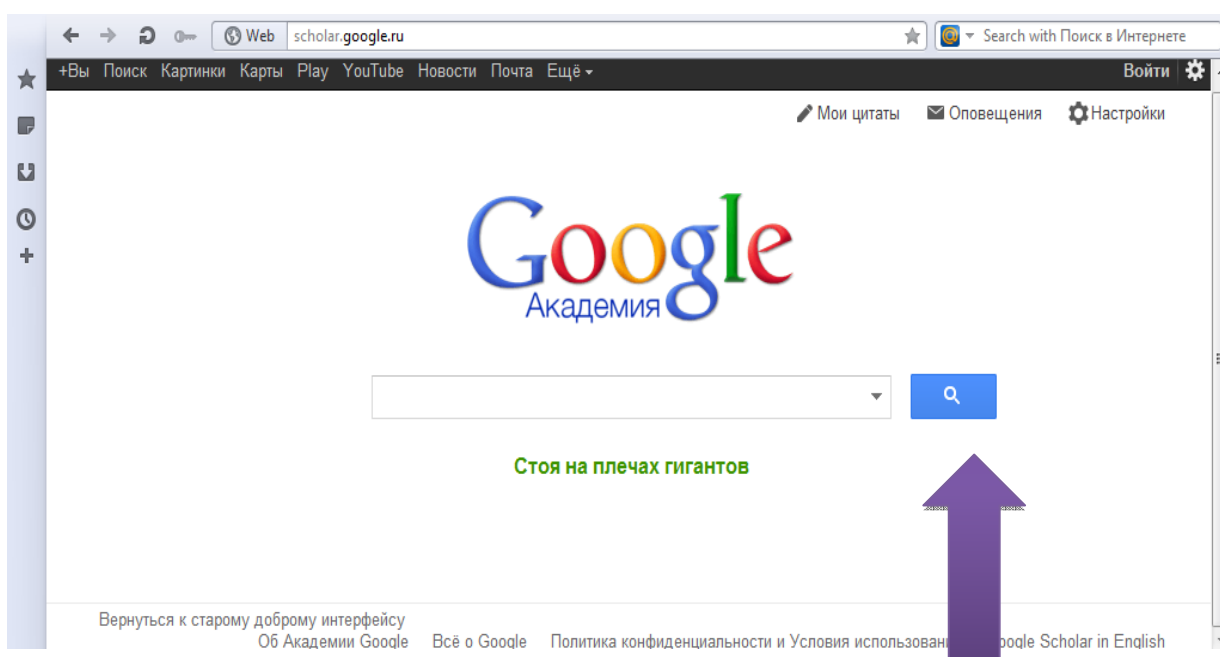 Web scholar.google.ru Search with Поиск в Интернете
+Вы Поиск Картинки Карты Play YouTube Новости Почта Ещё Войти
Мои цитаты Оповещения Настройки
Google
Академия
Стоя на плечах гигантов
Вернуться к старому доброму интерфейсу
Об Академии Google Всё о Google Политика конфиденциальности и Условия Scholar in English